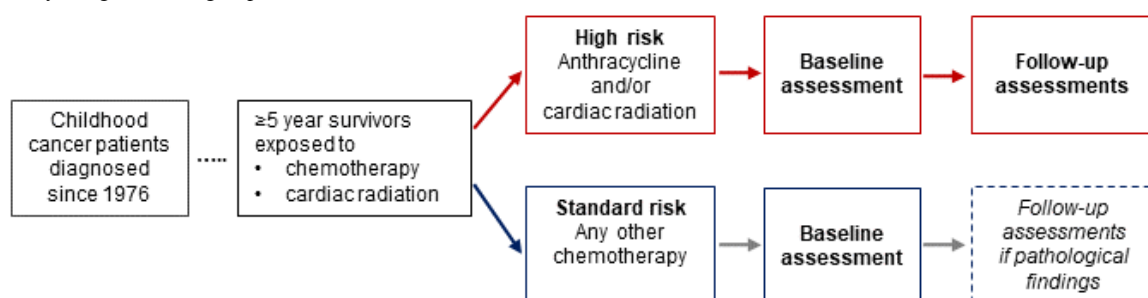 Childhood
cancer patients
diagnosed
since 1976
.....
≥5 year survivors
exposed to
• chemotherapy
• cardiac radiation
High risk
Anthracycline
and/or
cardiac radiation
Baseline
assessment
Follow-up
assessments
Standard risk
Any other
chemotherapy
Baseline
assessment
Follow-up
assessments
if pathological
findings